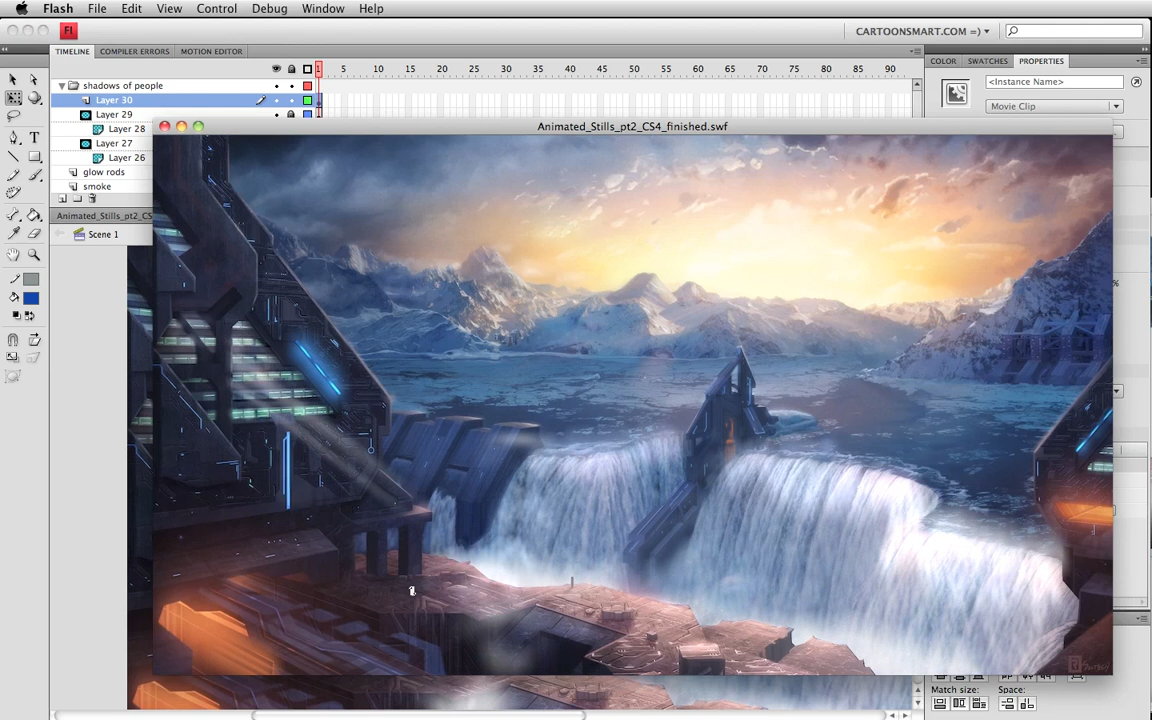 Flash File Edit View Control Debug Window Help
Fl
CARTOONSMART.COM =)
TIMELINE COMPILER ERRORS MOTION EDITOR
COLOR SWATCHES PROPERTIES
1 5 10 15 20 25 30 35 40 45 50 55 60 65 70 75 80 85 90
shadows of people
<Instance Name>
Layer 30
Movie Clip
Layer 29
Animated_Stills_pt2_CS4_finished.swf
Layer 28
Layer 27
Layer 26
glow rods
smoke
Animated_Stills_pt2_CS
Scene 1
%
Match size: Space: